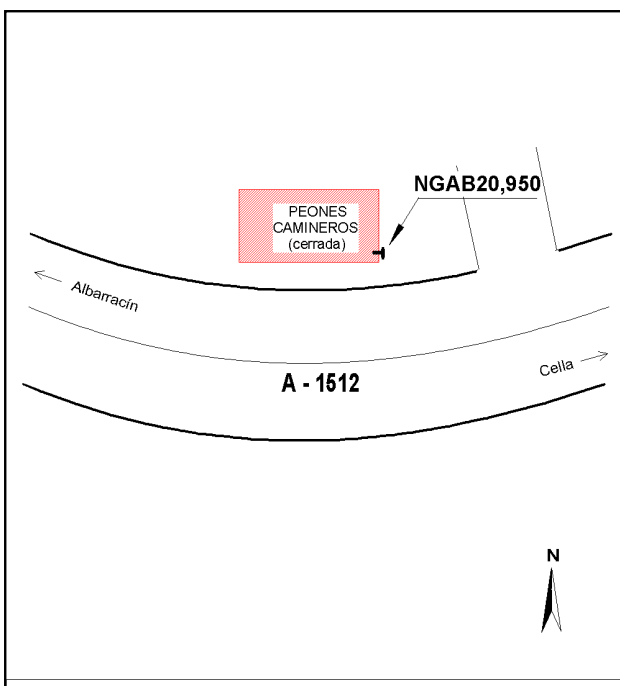 NGAB20,950
PEONES
CAMINEROS
(cerrada)
Albarracín
Cella
A - 1512
N